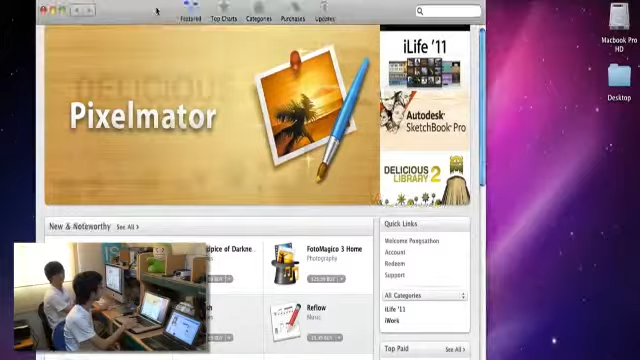 Featured
Top Charts
Categories
Purchases
Updates
Pixelmator
iLife '11
Autodesk
SketchBook Pro
DELICIOUS
LIBRARY 2
Macbook Pro
HD
Desktop
New & Noteworthy See All >
Quick Links
Welcome Pongsathon
Account
Redeem
Support
All Categories
iLife '11
iWork
Top Paid See All >
FotoMagico 3 Home
Photography
Reflow
Music